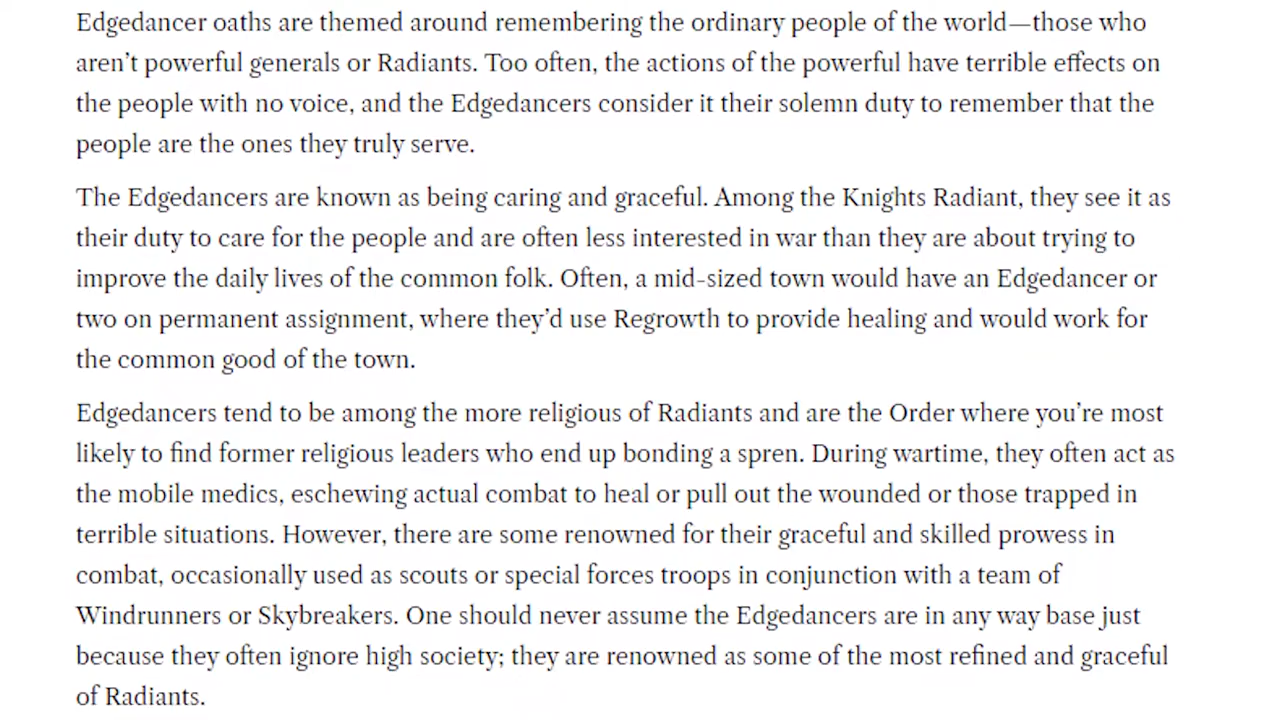 Edgedancer oaths are themed around remembering the ordinary people of the world—those who
aren’t powerful generals or Radiants. Too often, the actions of the powerful have terrible effects on
the people with no voice, and the Edgedancers consider it their solemn duty to remember that the
people are the ones they truly serve.
The Edgedancers are known as being caring and graceful. Among the Knights Radiant, they see it as
their duty to care for the people and are often less interested in war than they are about trying to
improve the daily lives of the common folk. Often, a mid-sized town would have an Edgedancer or
two on permanent assignment, where they’d use Regrowth to provide healing and would work for
the common good of the town.
Edgedancers tend to be among the more religious of Radiants and are the Order where you’re most
likely to find former religious leaders who end up bonding a spren. During wartime, they often act as
the mobile medics, eschewing actual combat to heal or pull out the wounded or those trapped in
terrible situations. However, there are some renowned for their graceful and skilled prowess in
combat, occasionally used as scouts or special forces troops in conjunction with a team of
Windrunners or Skybreakers. One should never assume the Edgedancers are in any way base just
because they often ignore high society; they are renowned as some of the most refined and graceful
of Radiants.